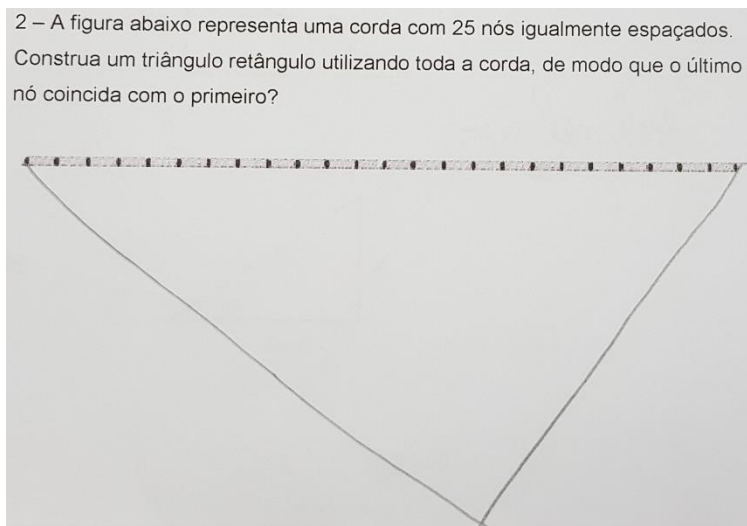 2 – A figura abaixo representa uma corda com 25 nós igualmente espaçados.
Construa um triângulo retângulo utilizando toda a corda, de modo que o último
nó coincida com o primeiro?